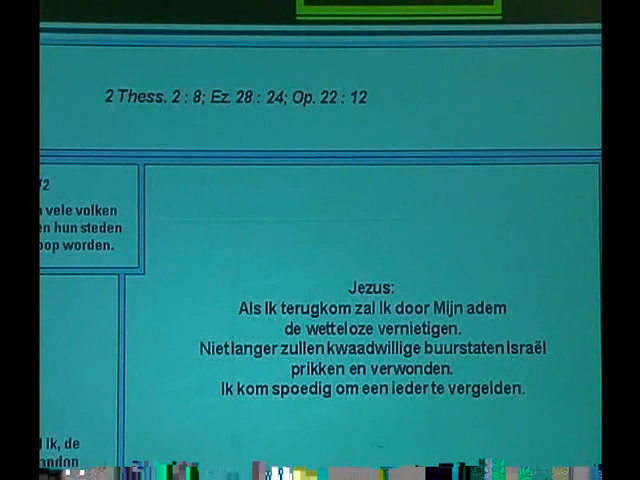 2 Thess. 2 : 8; Ez. 28 : 24; Op. 22 : 12
/2
vele volken
en hun steden
worden.
Jezus:
Als Ik terugkom zal Ik door Mijn adem
de wetteloze vernietigen.
Niet langer zullen kwaadwillige buurstaten Israël
prikken en verwonden.
Ik kom spoedig om een ieder te vergelden.
Ik, de